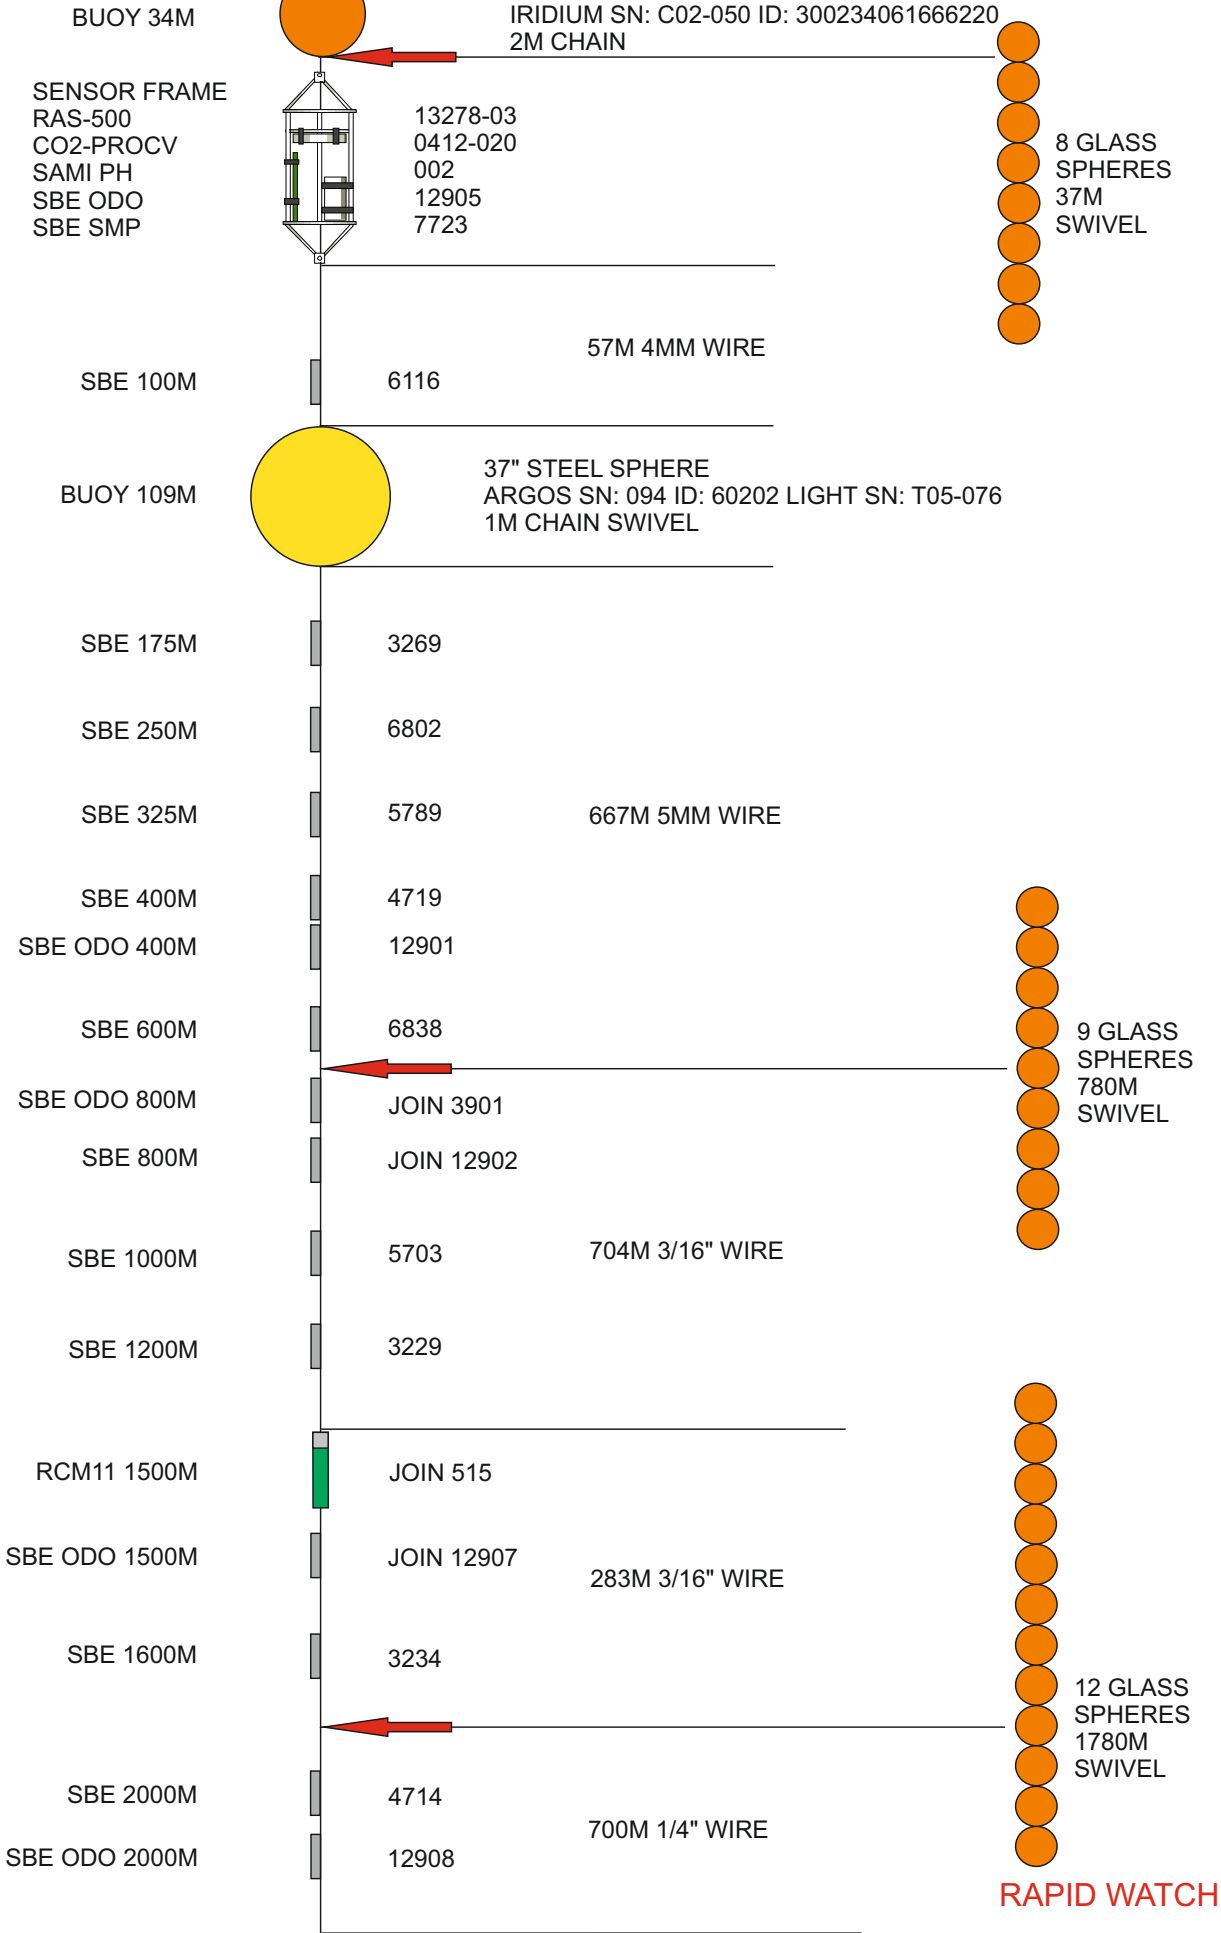 BUOY 34M
IRIDIUM SN: C02-050 ID: 300234061666220
2M CHAIN
SENSOR FRAME
RAS-500 13278-03
CO2-PROCV 0412-020
SAMI PH 002
SBE ODO 12905
SBE SMP 7723
8 GLASS
SPHERES
37M
SWIVEL
57M 4MM WIRE
SBE 100M 6116
BUOY 109M
37" STEEL SPHERE
ARGOS SN: 094 ID: 60202 LIGHT SN: T05-076
1M CHAIN SWIVEL
SBE 175M 3269
SBE 250M 6802
SBE 325M 5789 667M 5MM WIRE
SBE 400M 4719
SBE ODO 400M 12901
SBE 600M 6838
9 GLASS
SPHERES
780M
SWIVEL
SBE ODO 800M JOIN 3901
SBE 800M JOIN 12902
SBE 1000M 5703 704M 3/16" WIRE
SBE 1200M 3229
RCM11 1500M JOIN 515
SBE ODO 1500M JOIN 12907
283M 3/16" WIRE
SBE 1600M 3234
12 GLASS
SPHERES
1780M
SWIVEL
SBE 2000M 4714
700M 1/4" WIRE
SBE ODO 2000M 12908
RAPID WATCH